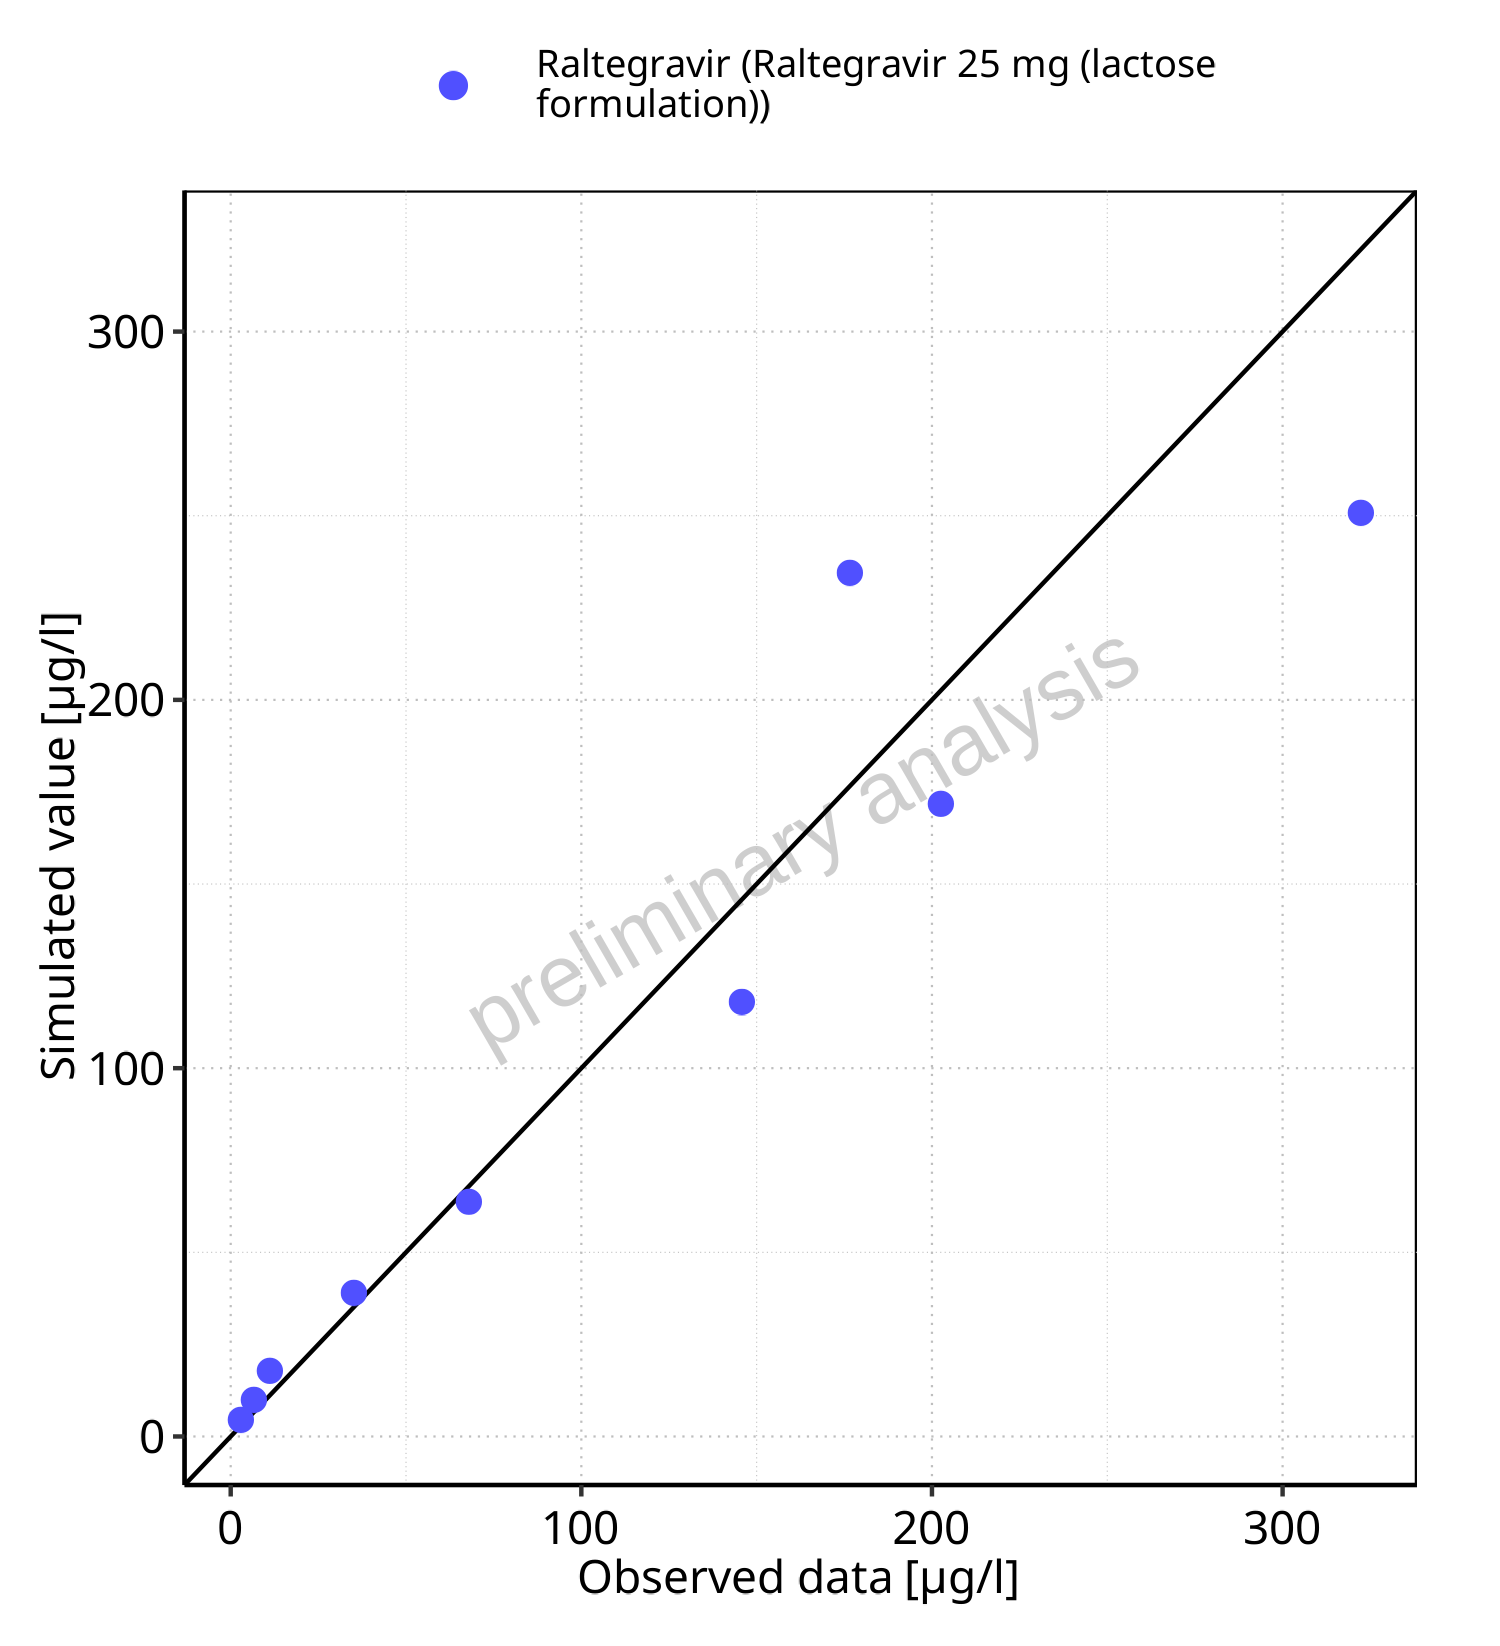 Raltegravir (Raltegravir 25 mg (lactose
formulation))
300
200
100
0
Simulated value [µg/l]
preliminary analysis
0 100 200 300
Observed data [µg/l]